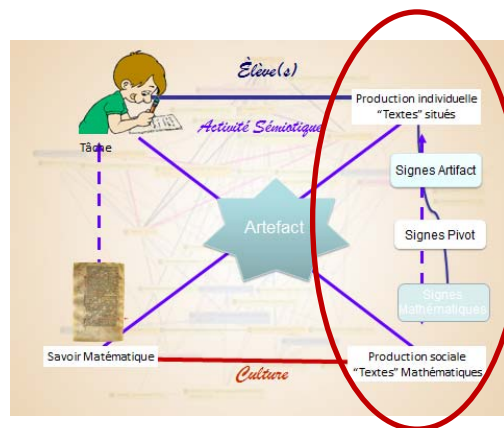 Èlève(s)
Production individuelle
“Textes” situés
Activité Sémiotique
Tâche
Signes Artifact
Artefact
Signes Pivot
Signes
Mathématiques
Savoir Matématique
Production sociale
“Textes” Mathématiques
Culture